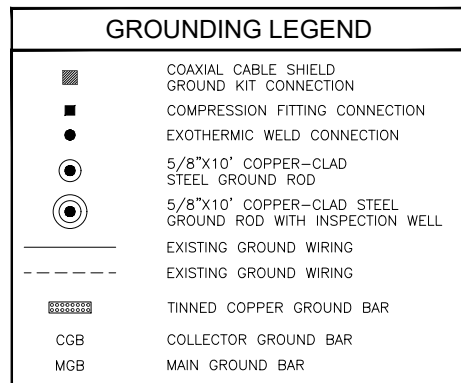 GROUNDING LEGEND
COAXIAL CABLE SHIELD
GROUND KIT CONNECTION
COMPRESSION FITTING CONNECTION
EXOTHERMIC WELD CONNECTION
5/8"X10' COPPER-CLAD
STEEL GROUND ROD
5/8"X10' COPPER-CLAD STEEL
GROUND ROD WITH INSPECTION WELL
EXISTING GROUND WIRING
EXISTING GROUND WIRING
TINNED COPPER GROUND BAR
CGB COLLECTOR GROUND BAR
MGB MAIN GROUND BAR